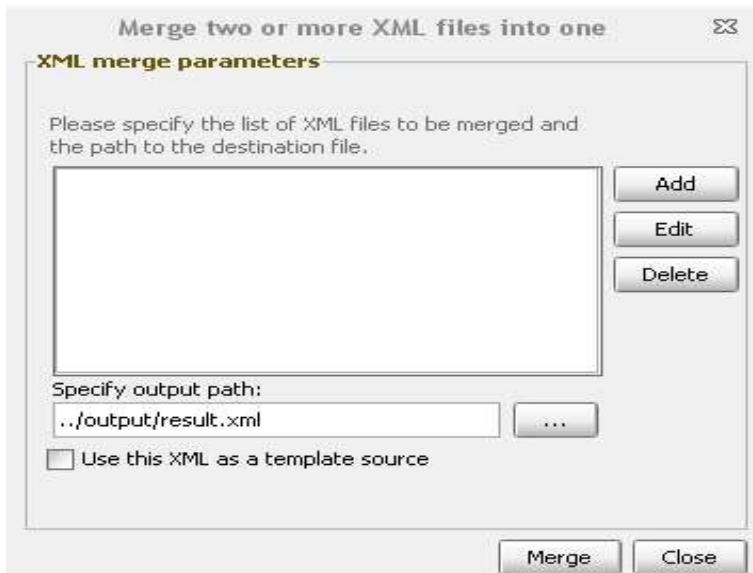 Merge two or more XML files into one
XML merge parameters
Please specify the list of XML files to be merged and
the path to the destination file.
Add
Edit
Delete
Specify output path:
../output/result.xml
...
Use this XML as a template source
Merge
Close